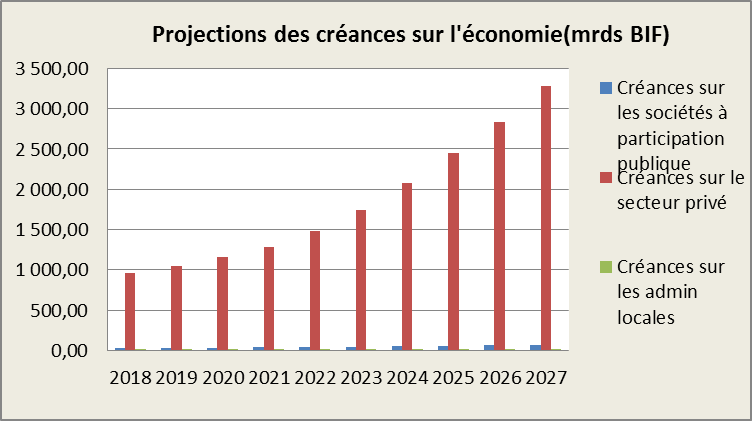 Projections des créances sur l'économie(mrds BIF)
3 500,00
3 000,00
2 500,00
2 000,00
1 500,00
1 000,00
500,00
0,00
2018 2019 2020 2021 2022 2023 2024 2025 2026 2027
Créances sur
les sociétés à
participation
publique
Créances sur le
secteur privé
Créances sur
les admin
locales